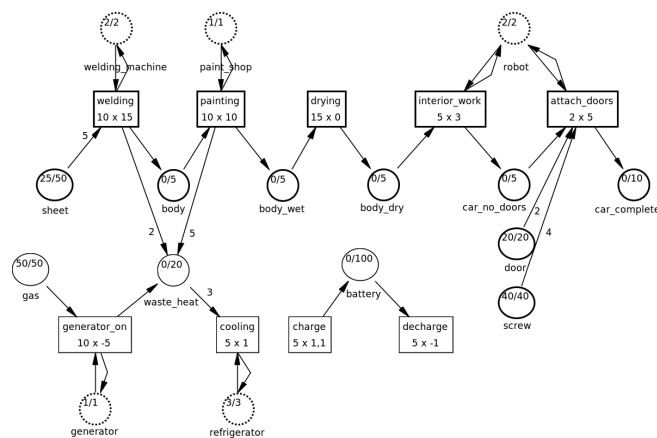 2/2
1/1
2/2
welding_machine
paint_shop
robot
welding
10 x 15
painting
10 x 10
drying
15 x 0
interior_work
5 x 3
attach_doors
2 x 5
5
25/50
sheet
0/5
body
0/5
body_wet
0/5
body_dry
0/5
car_no_doors
0/10
car_complete
2
5
2
4
20/20
door
40/40
screw
50/50
gas
0/20
waste_heat
3
0/100
battery
generator_on
10 x -5
cooling
5 x 1
charge
5 x 1,1
decharge
5 x -1
1/1
generator
3/3
refrigerator